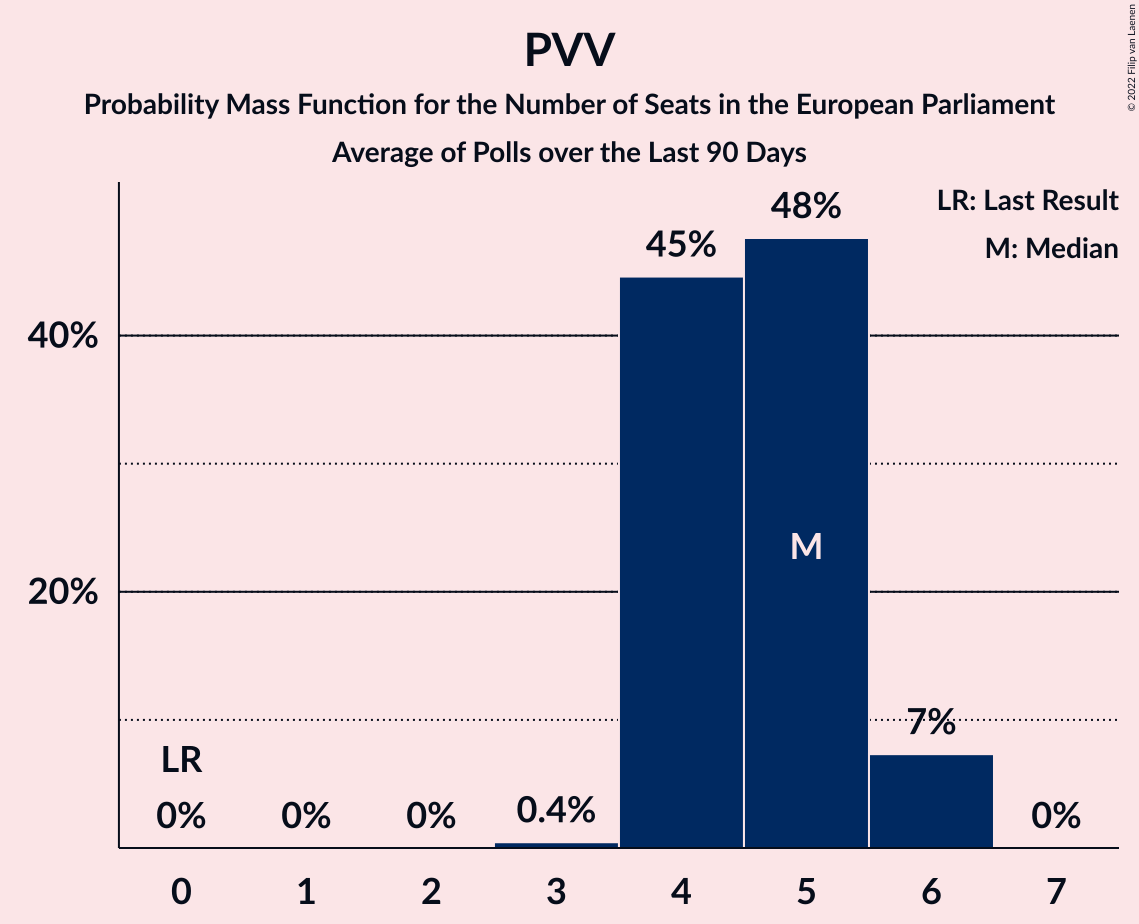 PVV
Probability Mass Function for the Number of Seats in the European Parliament
Average of Polls over the Last 90 Days
© 2022 Filip van Laenen
LR: Last Result
M: Median
48%
45%
40%
20%
M
7%
LR
0%
0%
0%
0.4%
0%
0
1
2
3
4
5
6
7